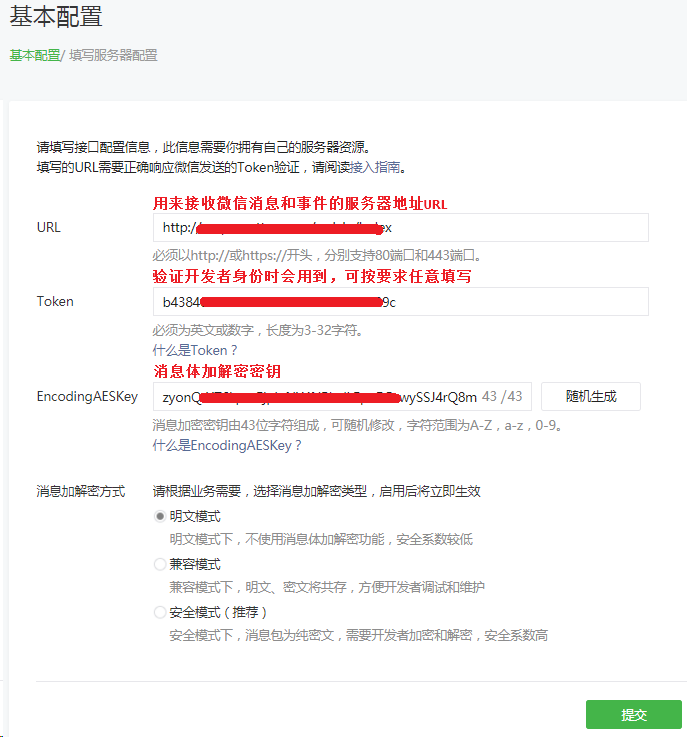 基本配置
基本配置/ 填写服务器配置
请填写接口配置信息，此信息需要你拥有自己的服务器资源。
填写的URL需要正确响应微信发送的Token验证，请阅读接入指南。
用来接收微信消息和事件的服务器地址URL
URL
http:/ ex
必须以http://或https://开头，分别支持80端口和443端口。
验证开发者身份时会用到，可按要求任意填写
Token
b4384 9c
必须为英文或数字，长度为3-32字符。
什么是Token？
消息体加解密密钥
EncodingAESKey
zyonQ wySSJ4rQ8m 43 /43
随机生成
消息加密密钥由43位字符组成，可随机修改，字符范围为A-Z，a-z，0-9。
什么是EncodingAESKey？
消息加解密方式
请根据业务需要，选择消息加解密类型，启用后将立即生效
明文模式
明文模式下，不使用消息体加解密功能，安全系数较低
兼容模式
兼容模式下，明文、密文将共存，方便开发者调试和维护
安全模式（推荐）
安全模式下，消息包为纯密文，需要开发者加密和解密，安全系数高
提交